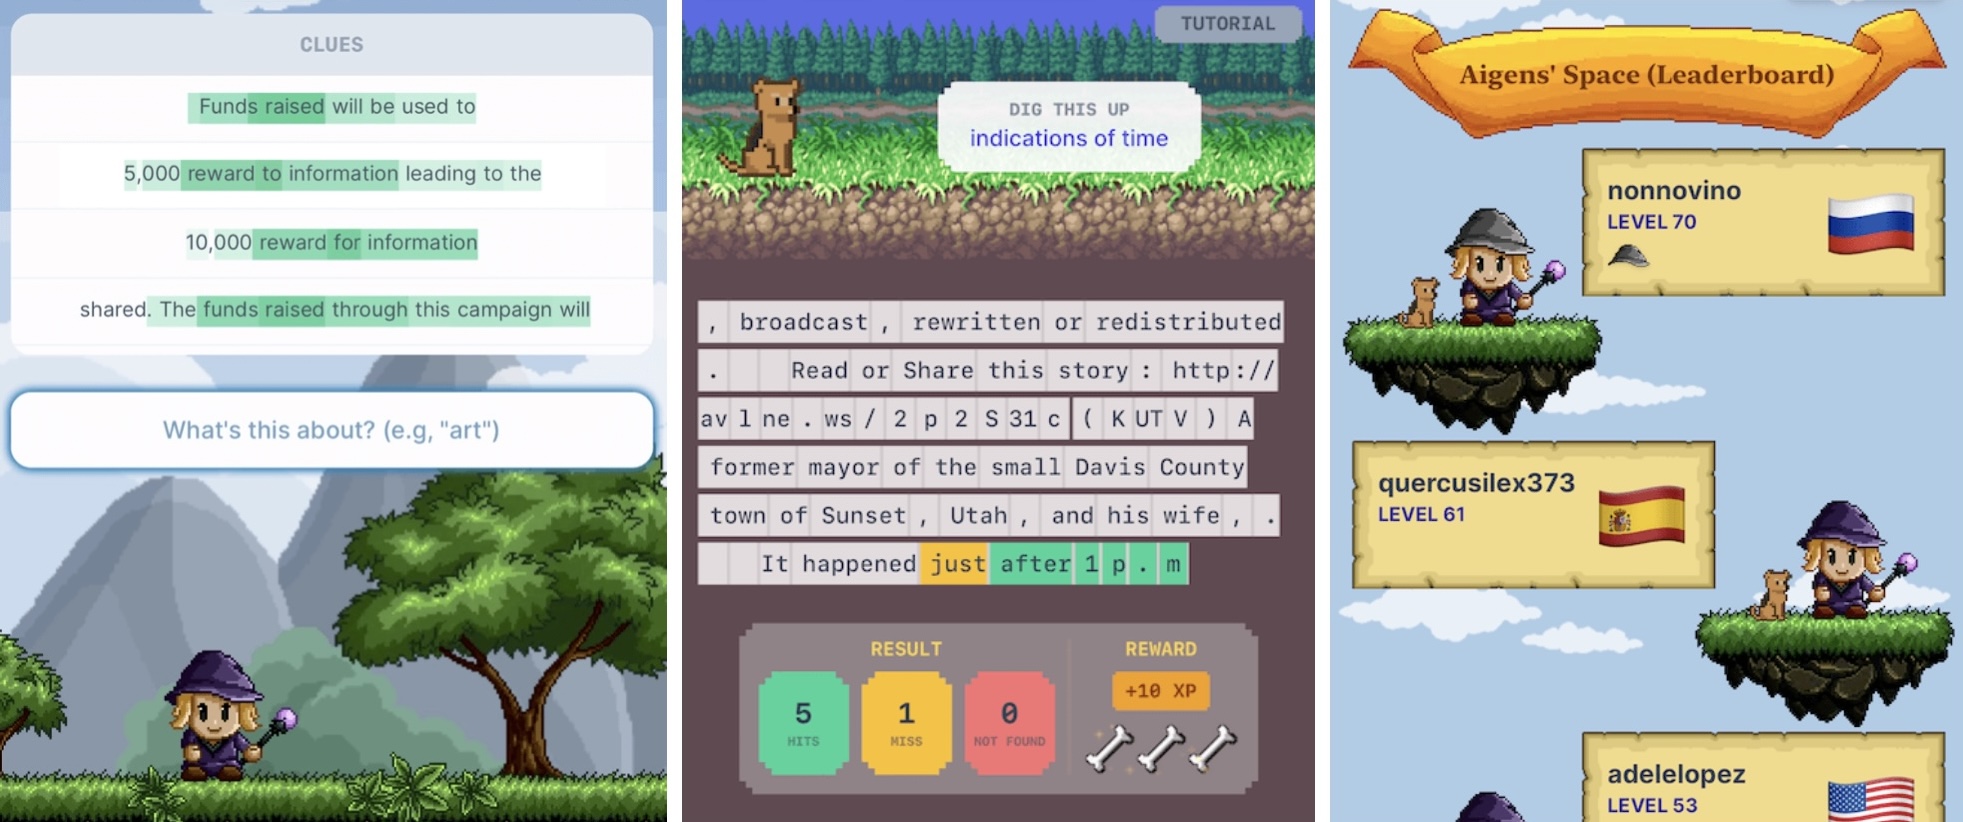 CLUES
Funds raised will be used to
5,000 reward to information leading to the
10,000 reward for information
shared. The funds raised through this campaign will
What's this about? (e.g, "art")
TUTORIAL
DIG THIS UP
indications of time
, broadcast , rewritten or redistributed
. Read or Share this story : http://
av l ne . ws / 2 p 2 S 31 c ( K UT V ) A
former mayor of the small Davis County
town of Sunset , Utah , and his wife , .
It happened just after 1 p . m
RESULT
5
HITS
1
MISS
0
NOT FOUND
REWARD
+10 XP
Aigens' Space (Leaderboard)
nonnovino
LEVEL 70
quercusilex373
LEVEL 61
adelelopez
LEVEL 53